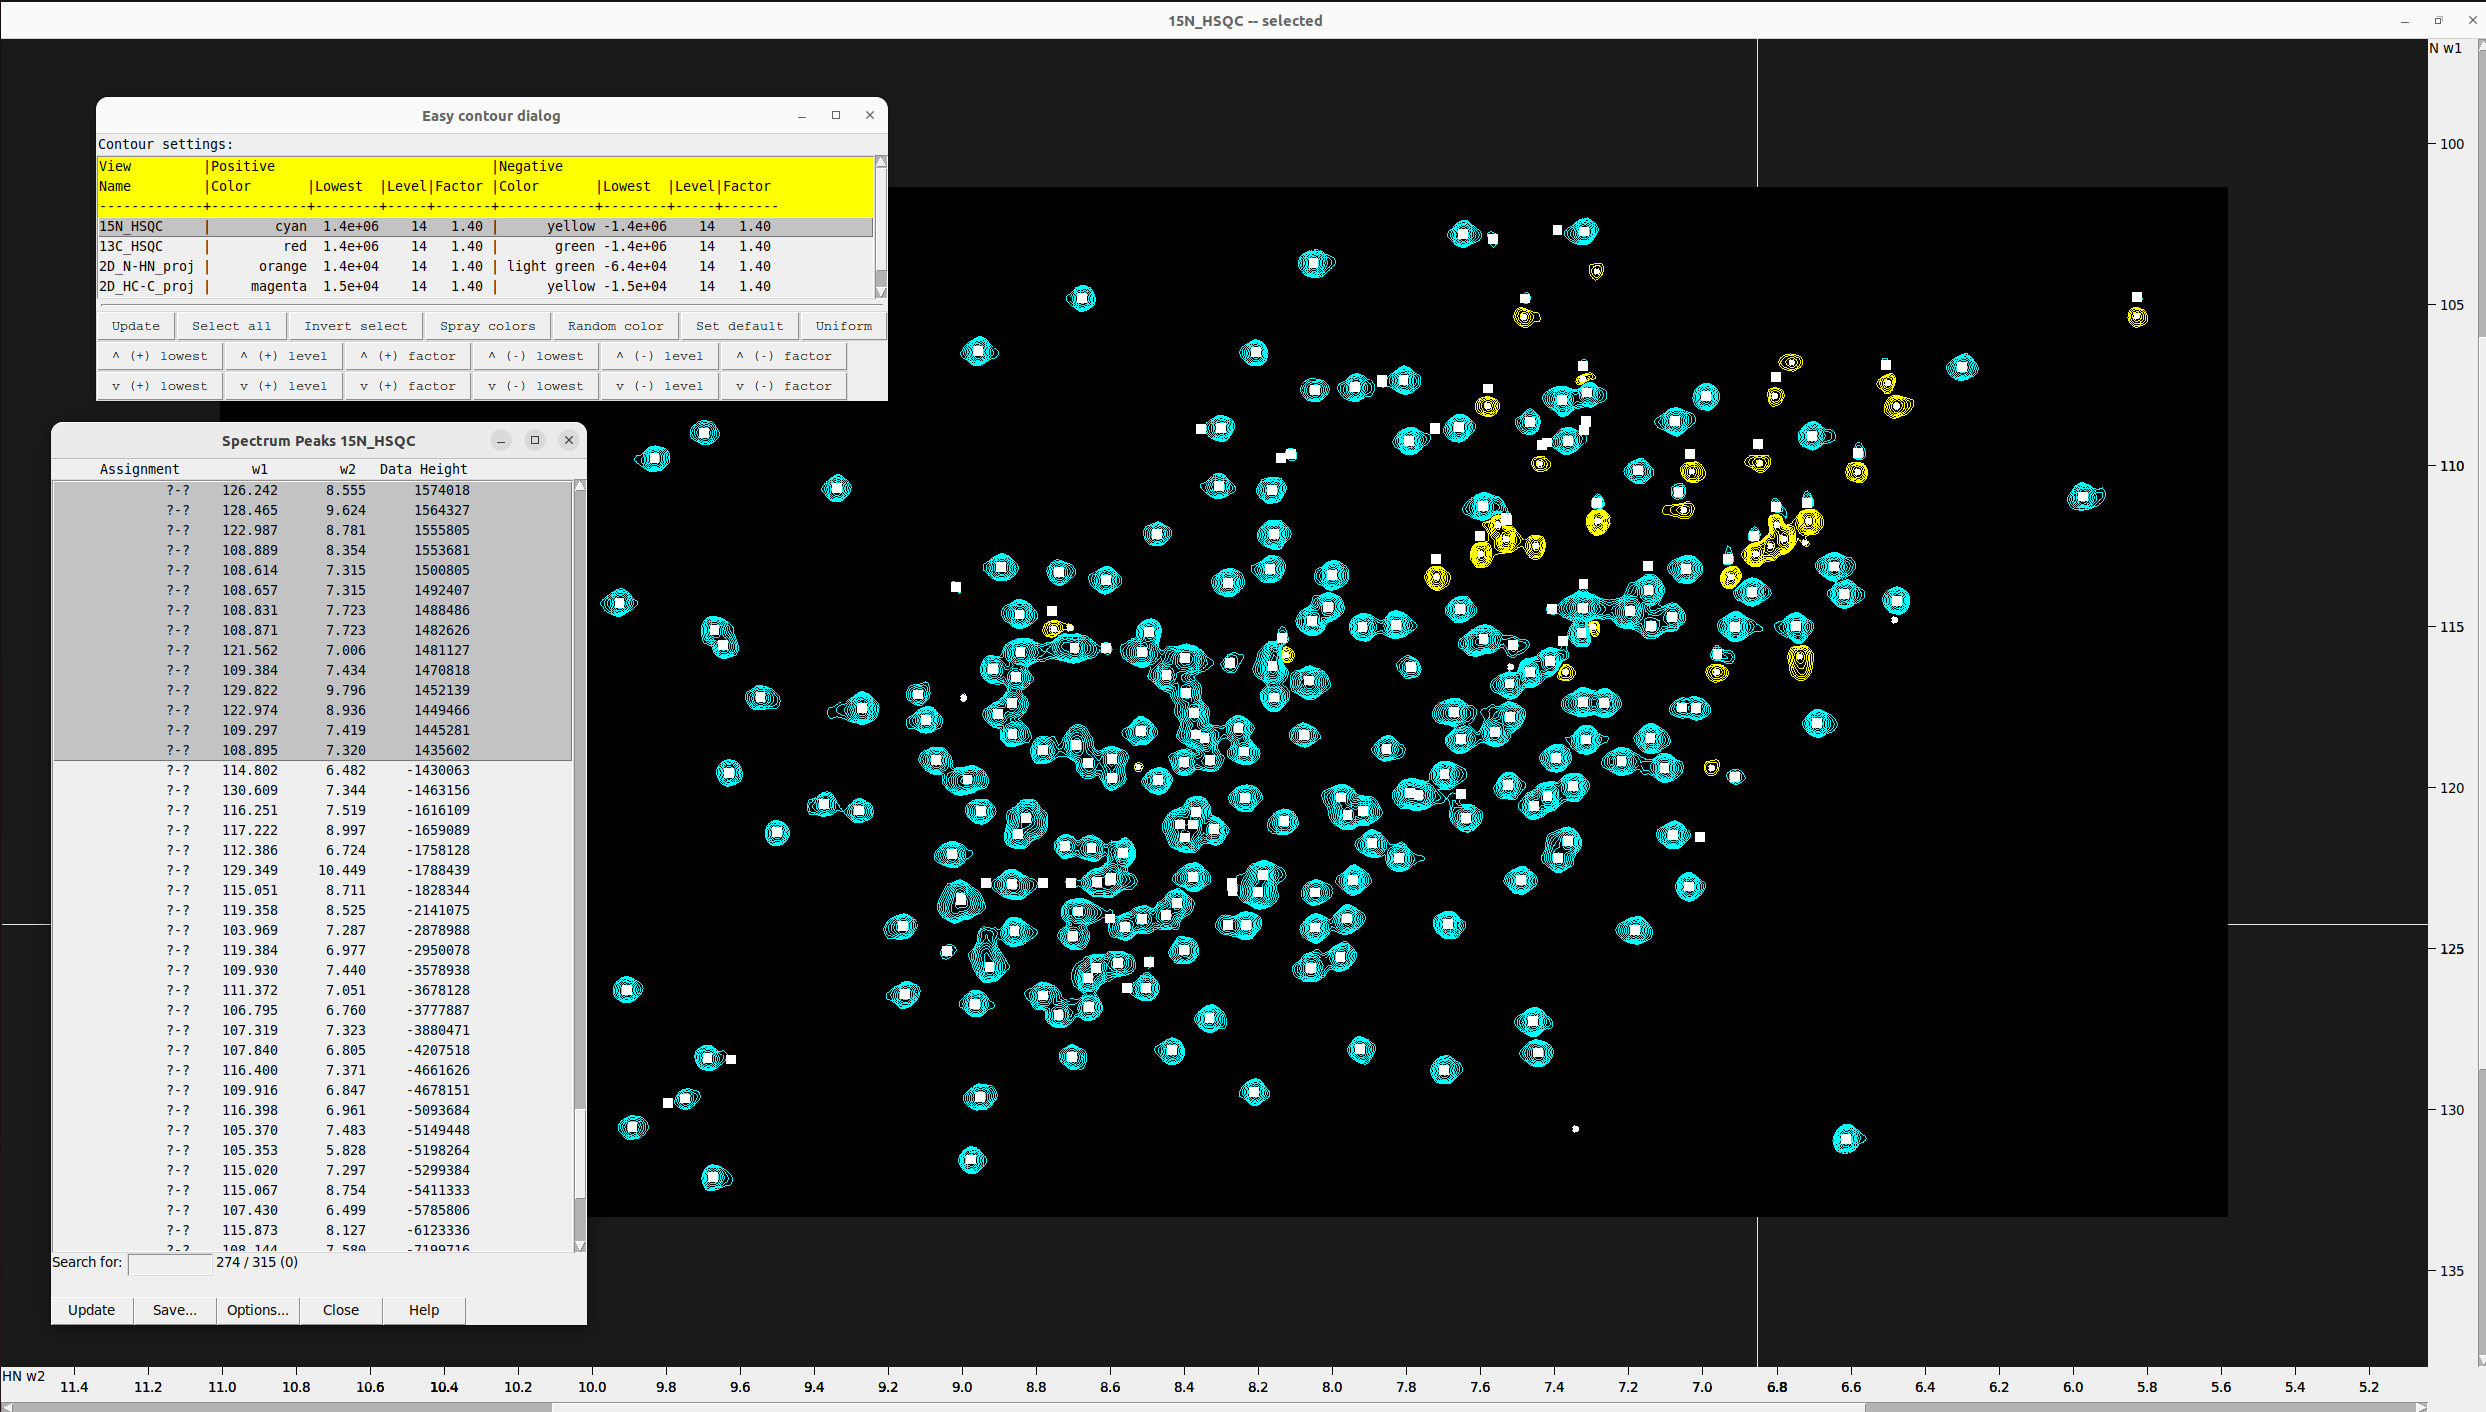 15N_HSQC -- selected
N w1
Easy contour dialog
Contour settings:
View         |Positive                           |Negative
Name         |Color       |Lowest  |Level|Factor |Color       |Lowest  |Level|Factor
-------------+------------+--------+-----+-------+------------+--------+-----+-------
15N_HSQC     |        cyan  1.4e+06    14   1.40 |      yellow -1.4e+06    14   1.40
13C_HSQC     |         red  1.4e+06    14   1.40 |       green -1.4e+06    14   1.40
2D_N-HN_proj |      orange  1.4e+04    14   1.40 | light green -6.4e+04    14   1.40
2D_HC-C_proj |     magenta  1.5e+04    14   1.40 |      yellow -1.5e+04    14   1.40
Update Select all Invert select Spray colors Random color Set default Uniform
^ (+) lowest ^ (+) level ^ (+) factor ^ (-) lowest ^ (-) level ^ (-) factor
v (+) lowest v (+) level v (+) factor v (-) lowest v (-) level v (-) factor
Spectrum Peaks 15N_HSQC
Assignment w1 w2 Data Height
?-? 126.242 8.555 1574018
?-? 128.465 9.624 1564327
?-? 122.987 8.781 1555805
?-? 108.889 8.354 1553681
?-? 108.614 7.315 1500805
?-? 108.657 7.315 1492407
?-? 108.831 7.723 1488486
?-? 108.871 7.723 1482626
?-? 121.562 7.006 1481127
?-? 109.384 7.434 1470818
?-? 129.822 9.796 1452139
?-? 122.974 8.936 1449466
?-? 109.297 7.419 1445281
?-? 108.895 7.320 1435602
?-? 114.802 6.482 -1430063
?-? 130.609 7.344 -1463156
?-? 116.251 7.519 -1616109
?-? 117.222 8.997 -1659089
?-? 112.386 6.724 -1758128
?-? 129.349 10.449 -1788439
?-? 115.051 8.711 -1828344
?-? 119.358 8.525 -2141075
?-? 103.969 7.287 -2878988
?-? 119.384 6.977 -2950078
?-? 109.930 7.440 -3578938
?-? 111.372 7.051 -3678128
?-? 106.795 6.760 -3777887
?-? 107.319 7.323 -3880471
?-? 107.840 6.805 -4207518
?-? 116.400 7.371 -4661626
?-? 109.916 6.847 -4678151
?-? 116.398 6.961 -5093684
?-? 105.370 7.483 -5149448
?-? 105.353 5.828 -5198264
?-? 115.020 7.297 -5299384
?-? 115.067 8.754 -5411333
?-? 107.430 6.499 -5785806
?-? 115.873 8.127 -6123336
?-? 108.144 7.580 -7199716
Search for: 274 / 315 (0)
Update Save... Options... Close Help
100
105
110
115
120
125
130
135
HN w2
11.4 11.2 11.0 10.8 10.6 10.4 10.2 10.0 9.8 9.6 9.4 9.2 9.0 8.8 8.6 8.4 8.2 8.0 7.8 7.6 7.4 7.2 7.0 6.8 6.6 6.4 6.2 6.0 5.8 5.6 5.4 5.2